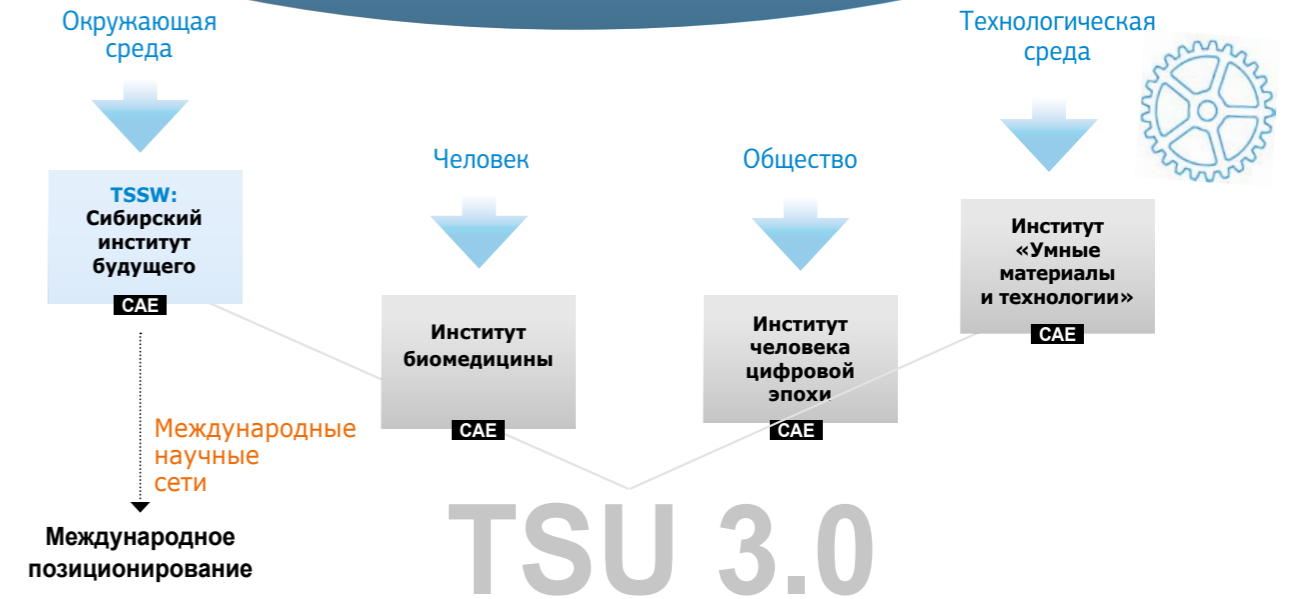 Окружающая
среда
TSSW:
Сибирский
институт
будущего
CAE
Международные
научные
сети
Международное
позиционирование
Человек
Институт
биомедицины
CAE
Общество
Институт
человека
цифровой
эпохи
CAE
Технологическая
среда
Институт
«Умные
материалы
и технологии»
CAE
TSU 3.0